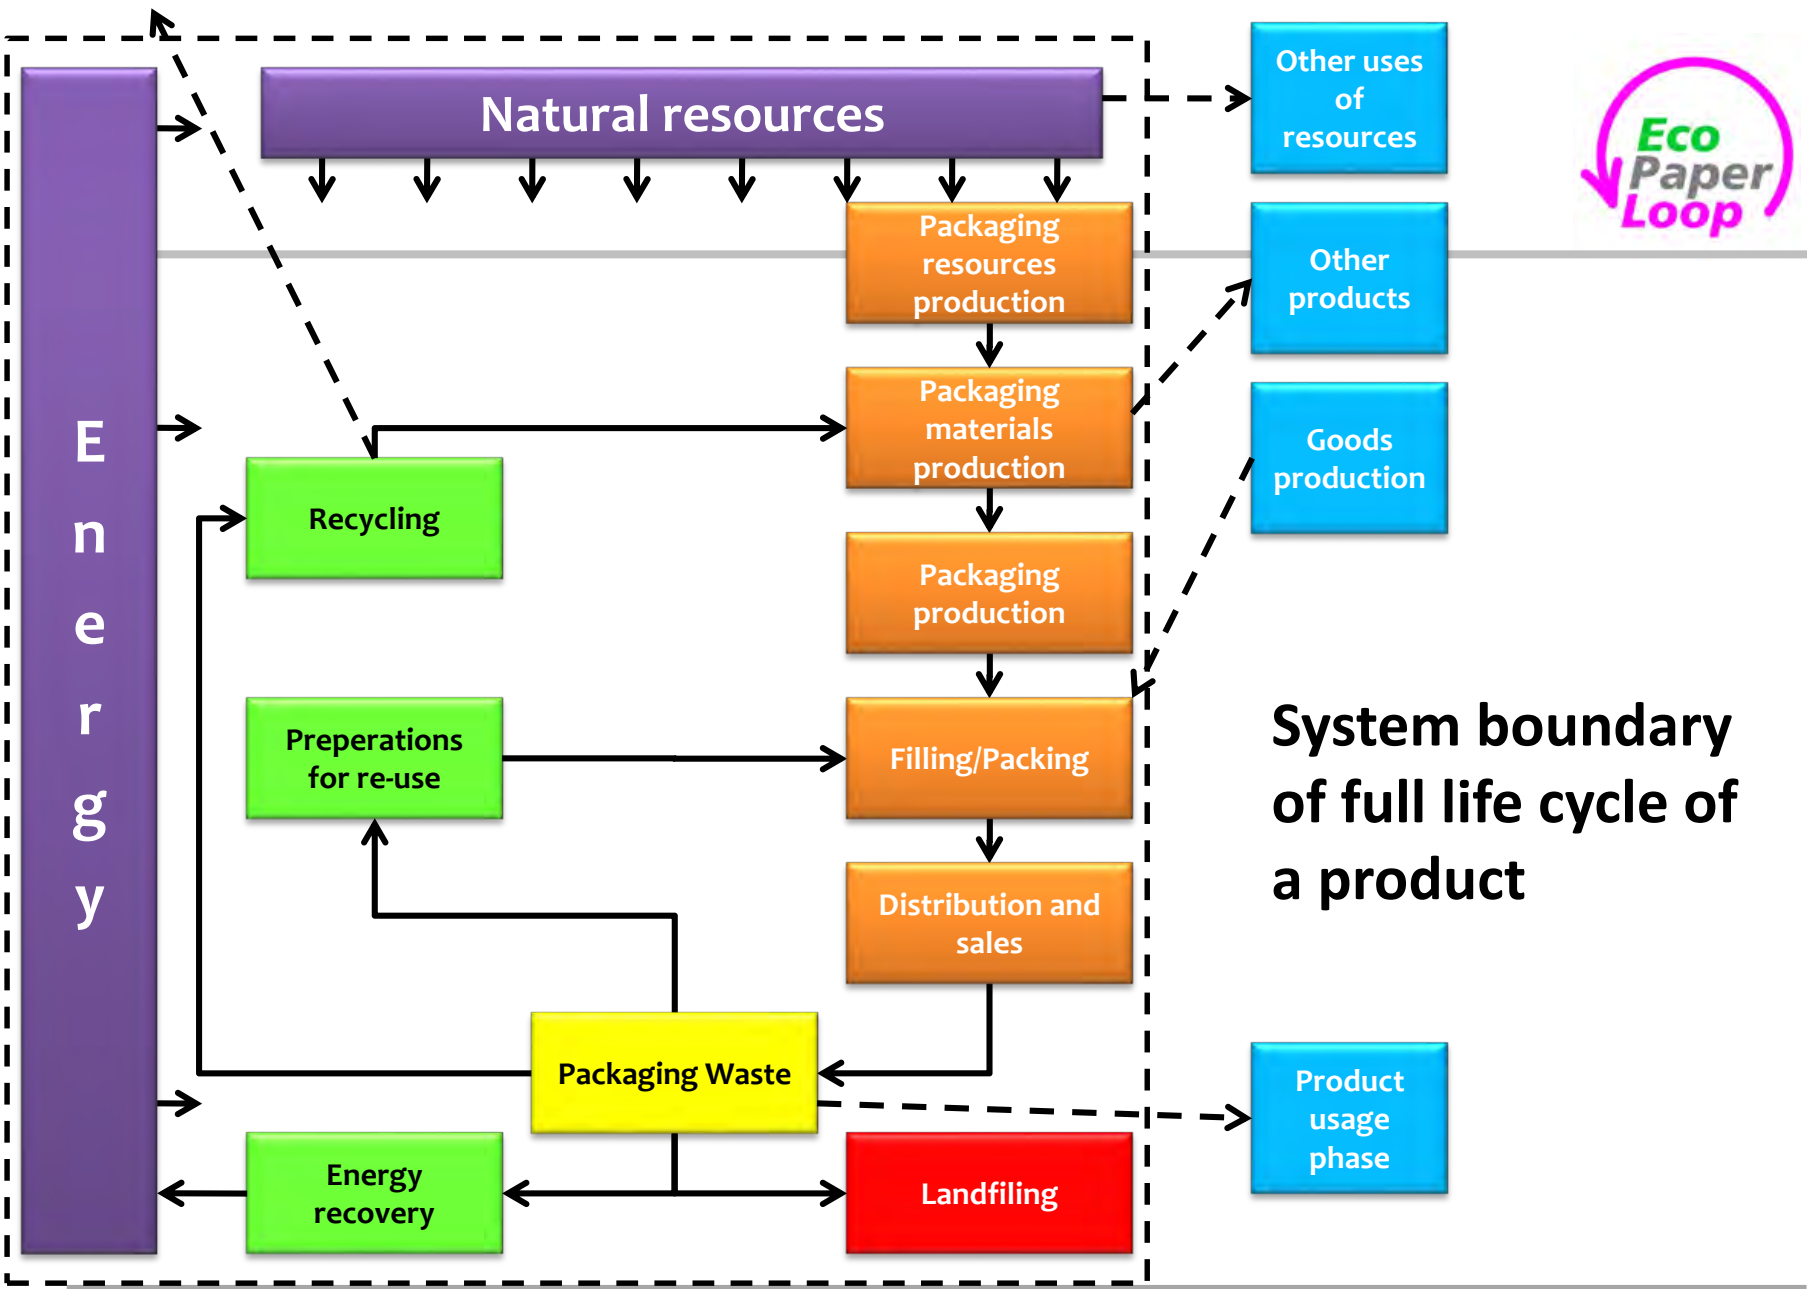 Natural resources
Other uses
of
resources
Eco
Paper
Loop
Packaging
resources
production
Other
products
Energy
Packaging
materials
production
Goods
production
Recycling
Packaging
production
Preperations
for re-use
Filling/Packing
System boundary
of full life cycle of
a product
Distribution and
sales
Packaging Waste
Product
usage
phase
Energy
recovery
Landfiling